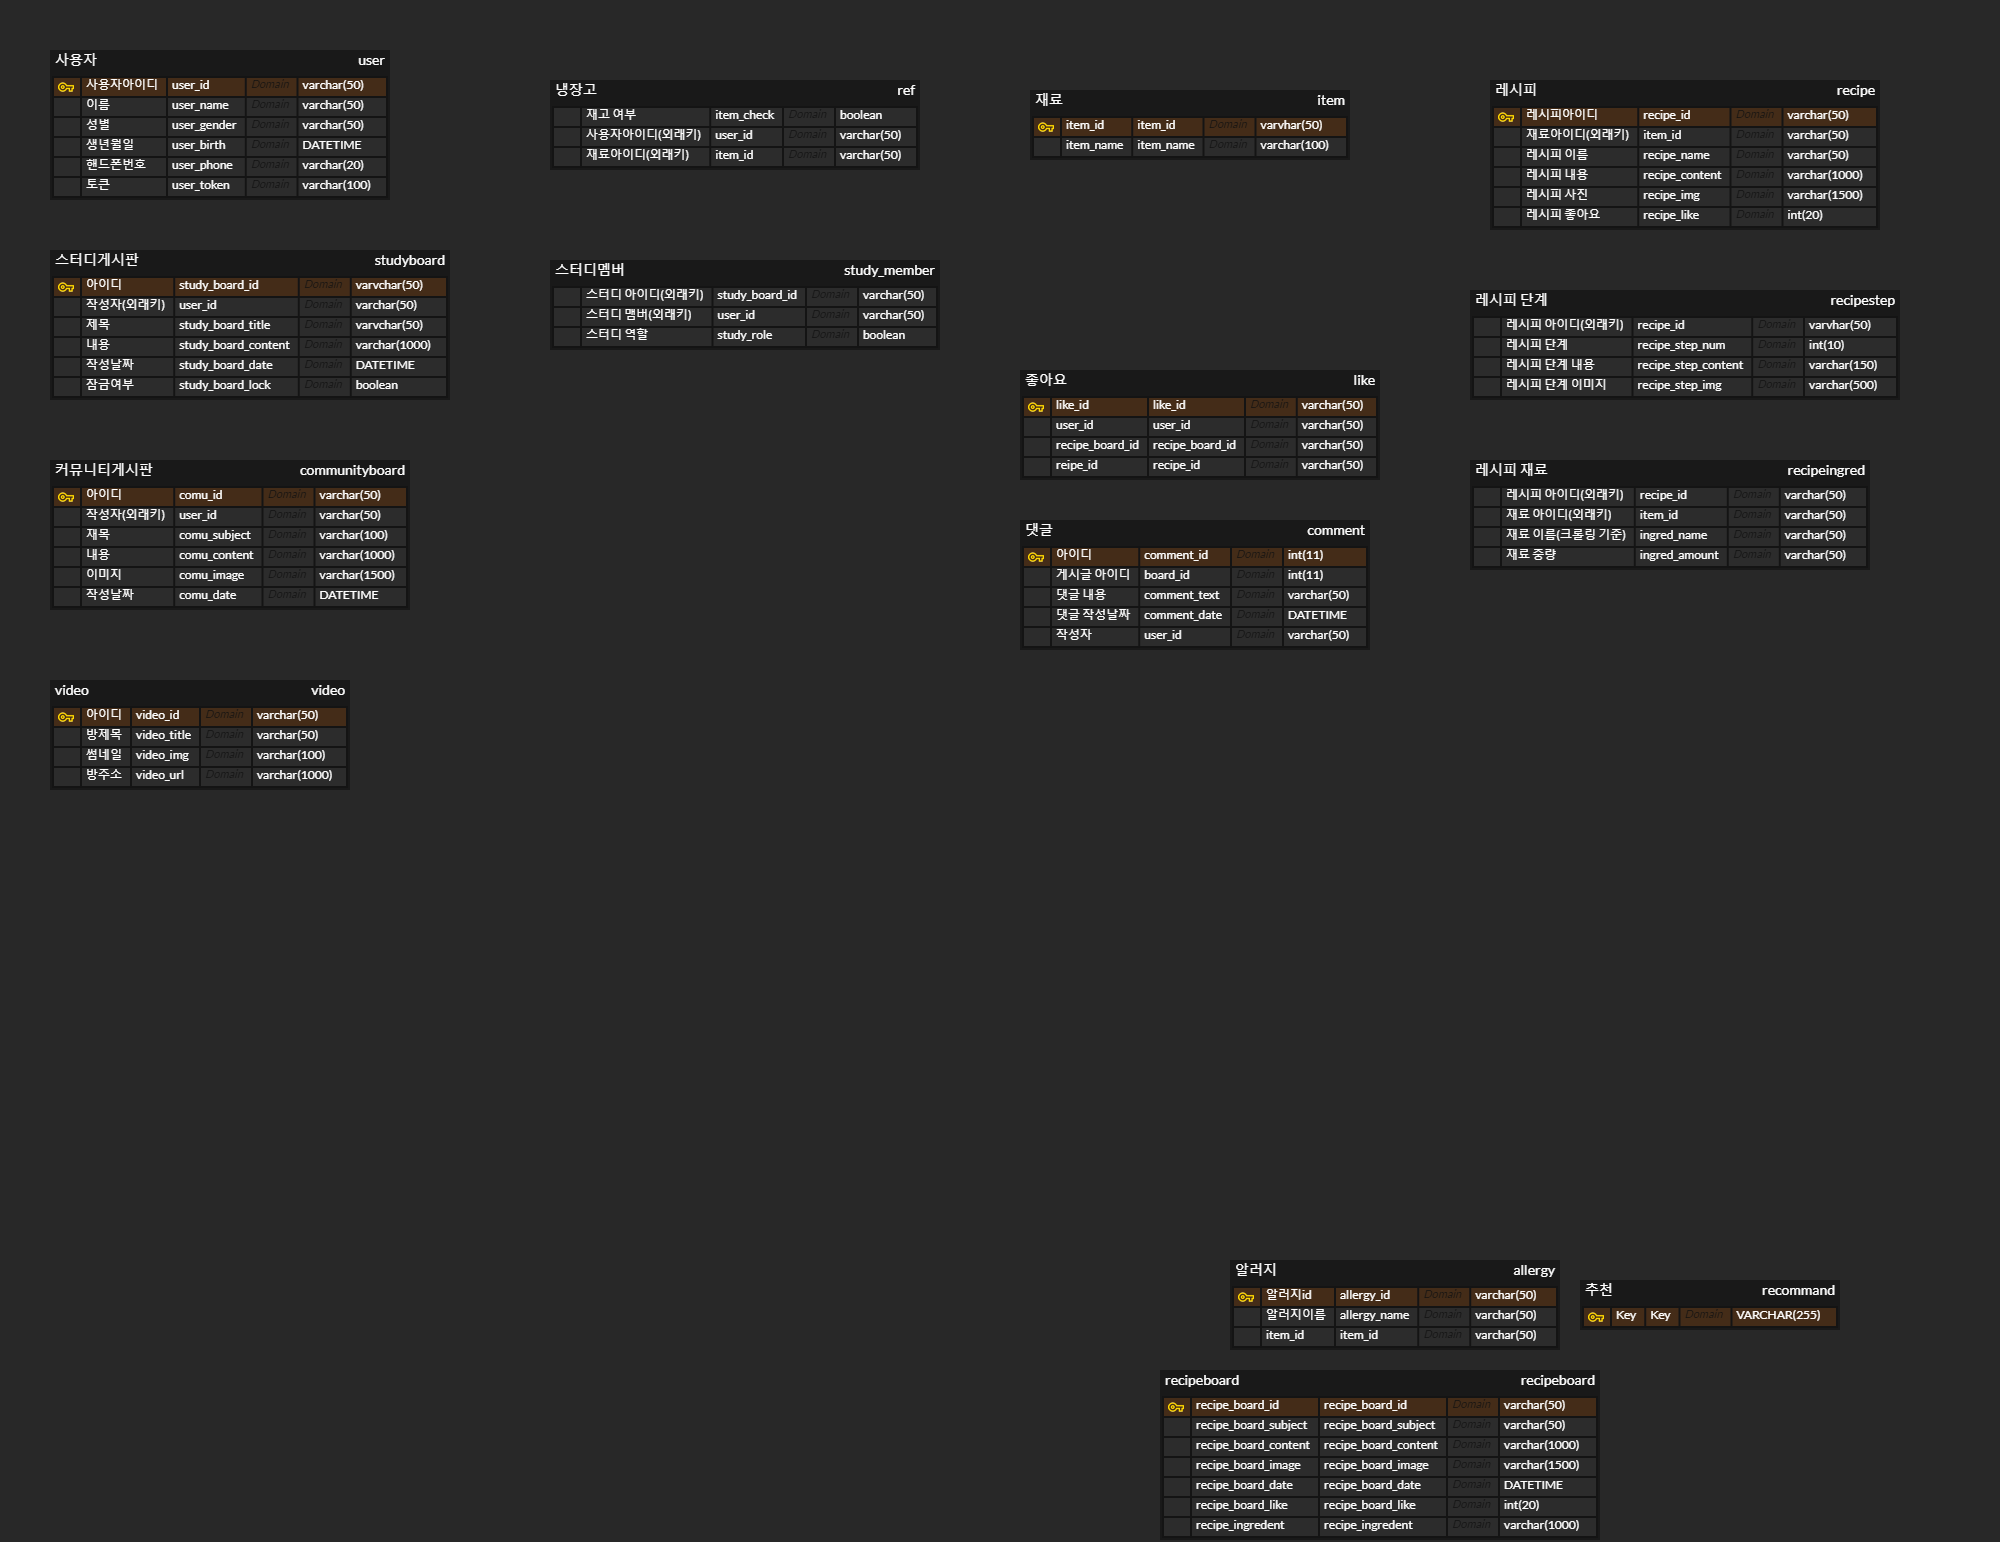 사용자 user
사용자아이디 user_id Domain varchar(50)
이름 user_name Domain varchar(50)
성별 user_gender Domain varchar(50)
생년월일 user_birth Domain DATETIME
핸드폰번호 user_phone Domain varchar(20)
토큰 user_token Domain varchar(100)
냉장고 ref
재고 여부 item_check Domain boolean
사용자아이디(외래키) user_id Domain varchar(50)
재료아이디(외래키) item_id Domain varchar(50)
재료 item
item_id item_id Domain varvhar(50)
item_name item_name Domain varchar(100)
레시피 recipe
레시피아이디 recipe_id Domain varchar(50)
재료아이디(외래키) item_id Domain varchar(50)
레시피 이름 recipe_name Domain varchar(50)
레시피 내용 recipe_content Domain varchar(1000)
레시피 사진 recipe_img Domain varchar(1500)
레시피 좋아요 recipe_like Domain int(20)
스터디게시판 studyboard
아이디 study_board_id Domain varvchar(50)
작성자(외래키) user_id Domain varchar(50)
제목 study_board_title Domain varvchar(50)
내용 study_board_content Domain varchar(1000)
작성날짜 study_board_date Domain DATETIME
잠금여부 study_board_lock Domain boolean
스터디멤버 study_member
스터디 아이디(외래키) study_board_id Domain varchar(50)
스터디 멤버(외래키) user_id Domain varchar(50)
스터디 역할 study_role Domain boolean
레시피 단계 recipestep
레시피 아이디(외래키) recipe_id Domain varvhar(50)
레시피 단계 recipe_step_num Domain int(10)
레시피 단계 내용 recipe_step_content Domain varchar(150)
레시피 단계 이미지 recipe_step_img Domain varchar(500)
좋아요 like
like_id like_id Domain varchar(50)
user_id user_id Domain varchar(50)
recipe_board_id recipe_board_id Domain varchar(50)
reipe_id recipe_id Domain varchar(50)
커뮤니티게시판 communityboard
아이디 comu_id Domain varchar(50)
작성자(외래키) user_id Domain varchar(50)
재목 comu_subject Domain varchar(100)
내용 comu_content Domain varchar(1000)
이미지 comu_image Domain varchar(1500)
작성날짜 comu_date Domain DATETIME
레시피 재료 recipeingred
레시피 아이디(외래키) recipe_id Domain varchar(50)
재료 아이디(외래키) item_id Domain varchar(50)
재료 이름(크롤링 기준) ingred_name Domain varchar(50)
재료 중량 ingred_amount Domain varchar(50)
댓글 comment
아이디 comment_id Domain int(11)
게시글 아이디 board_id Domain int(11)
댓글 내용 comment_text Domain varchar(50)
댓글 작성날짜 comment_date Domain DATETIME
작성자 user_id Domain varchar(50)
video video
아이디 video_id Domain varchar(50)
방제목 video_title Domain varchar(50)
썸네일 video_img Domain varchar(100)
방주소 video_url Domain varchar(1000)
알러지 allergy
알러지id allergy_id Domain varchar(50)
알러지이름 allergy_name Domain varchar(50)
item_id item_id Domain varchar(50)
추천 recommand
Key Key Domain VARCHAR(255)
recipeboard recipeboard
recipe_board_id recipe_board_id Domain varchar(50)
recipe_board_subject recipe_board_subject Domain varchar(50)
recipe_board_content recipe_board_content Domain varchar(1000)
recipe_board_image recipe_board_image Domain varchar(1500)
recipe_board_date recipe_board_date Domain DATETIME
recipe_board_like recipe_board_like Domain int(20)
recipe_ingredent recipe_ingredent Domain varchar(1000)